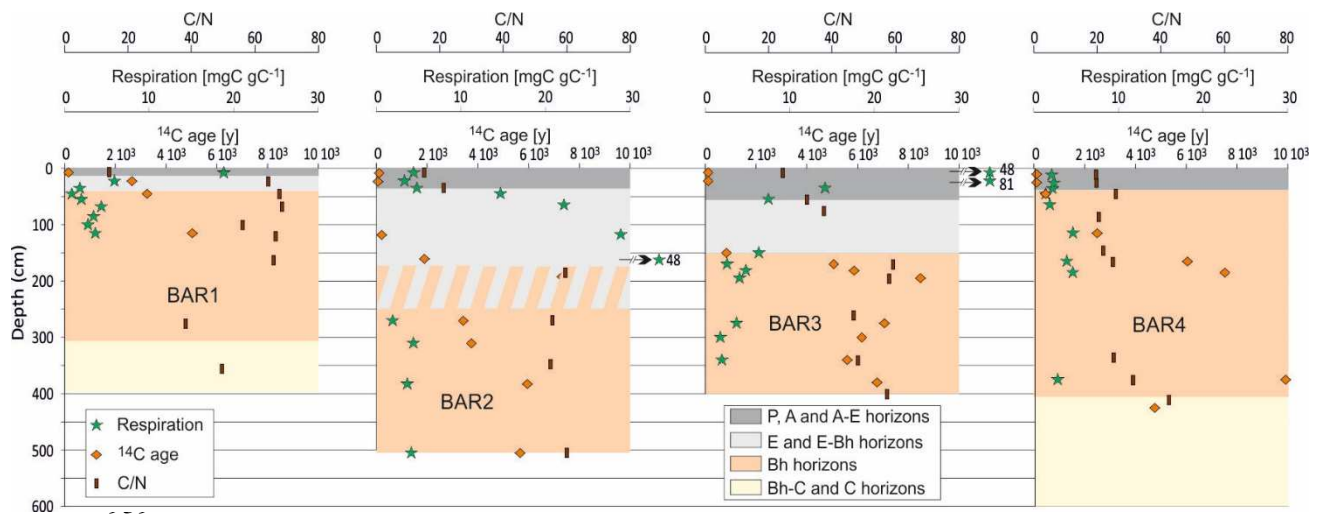 C/N C/N C/N C/N
0 20 40 60 80 0 20 40 60 80 0 20 40 60 80 0 20 40 60 80
Respiration [mgC gC⁻¹] Respiration [mgC gC⁻¹] Respiration [mgC gC⁻¹] Respiration [mgC gC⁻¹]
0 10 20 30 0 10 20 30 0 10 20 30 0 10 20 30
¹⁴C age [y] ¹⁴C age [y] ¹⁴C age [y] ¹⁴C age [y]
0 2 10³ 4 10³ 6 10³ 8 10³ 10 10³ 0 2 10³ 4 10³ 6 10³ 8 10³ 10 10³ 0 2 10³ 4 10³ 6 10³ 8 10³ 10 10³ 0 2 10³ 4 10³ 6 10³ 8 10³ 10 10³
Depth (cm)
0
100
200
300
400
500
600
48
81
48
BAR1
BAR2
BAR3
BAR4
Respiration
¹⁴C age
C/N
P, A and A-E horizons
E and E-Bh horizons
Bh horizons
Bh-C and C horizons